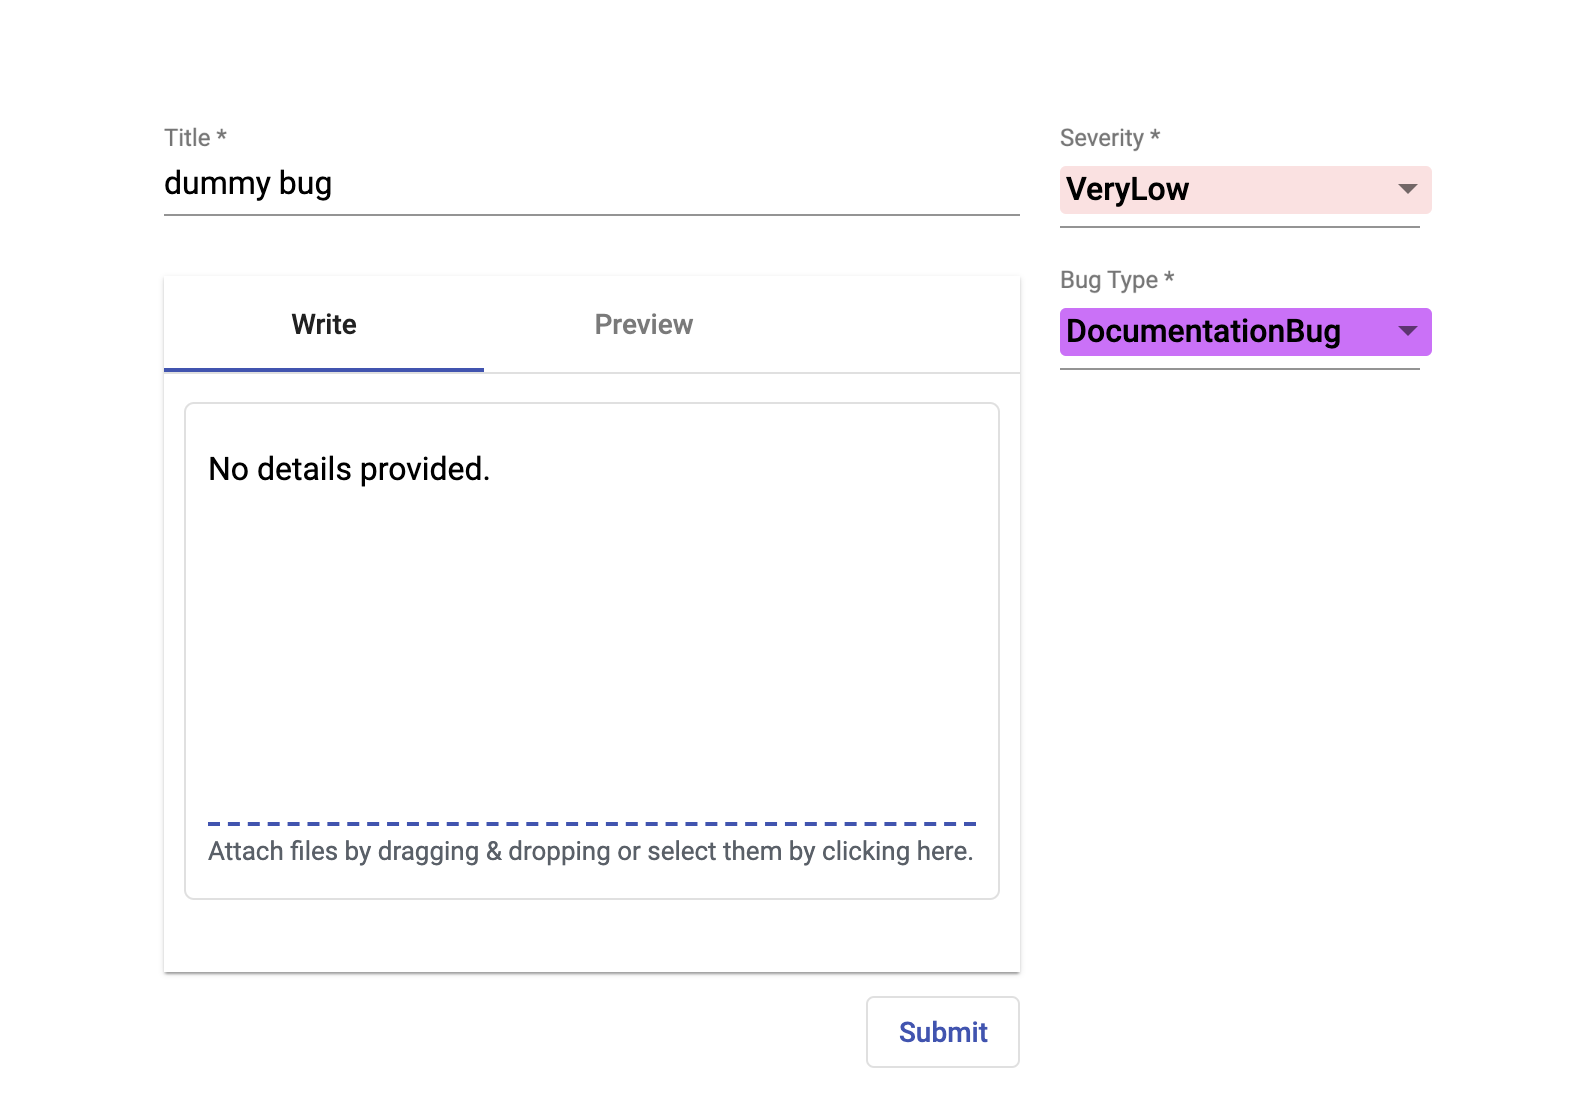 Title *
dummy bug
Severity *
VeryLow
Bug Type *
DocumentationBug
Write
Preview
No details provided.
Attach files by dragging & dropping or select them by clicking here.
Submit